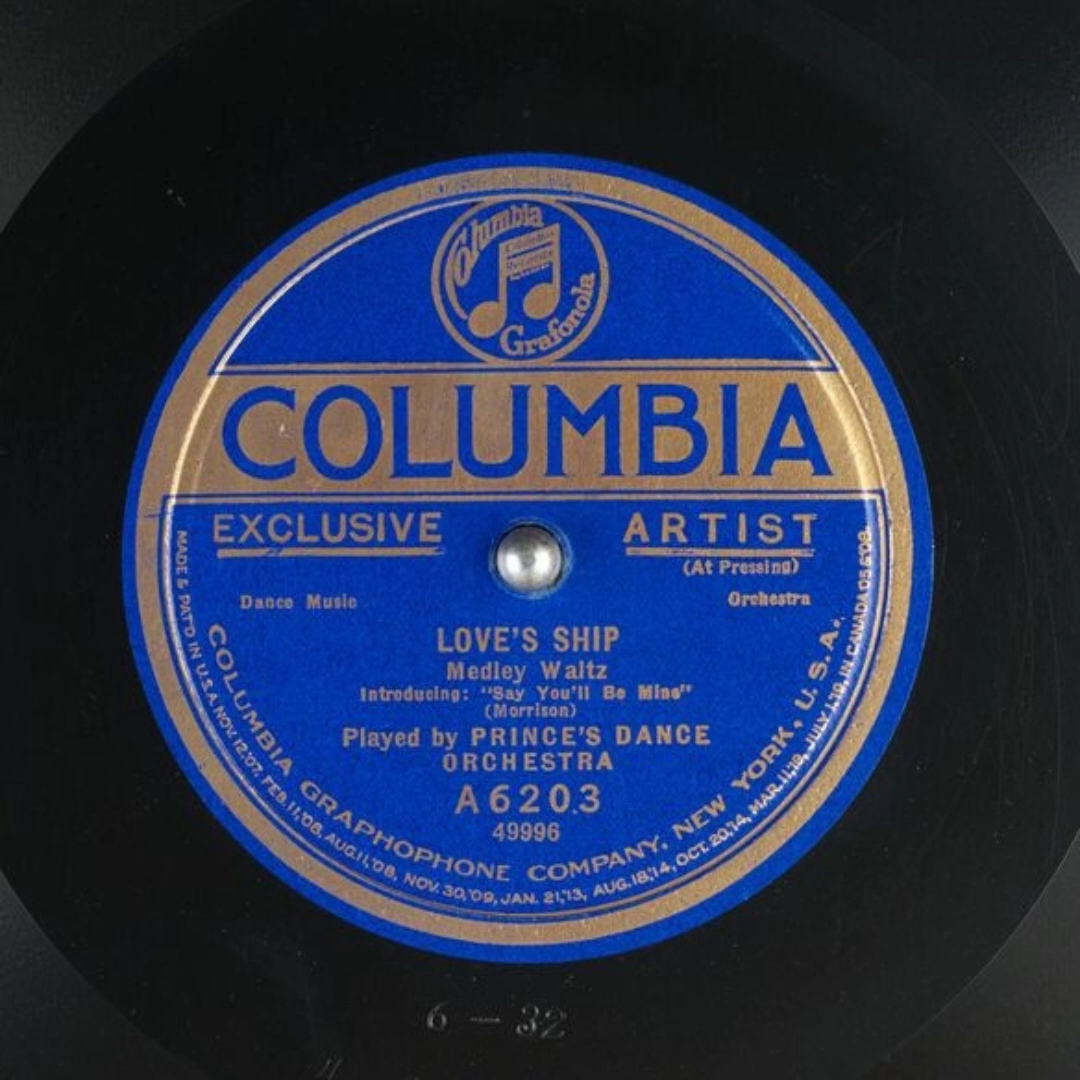 Columbia
Columbia
Records
Grafonola
COLUMBIA
EXCLUSIVE ARTIST
(At Pressing)
Dance Music Orchestra
LOVE'S SHIP
Medley Waltz
Introducing: "Say You'll Be Mine"
(Morrison)
Played by PRINCE'S DANCE
ORCHESTRA
A6203
49996
COLUMBIA GRAPHOPHONE COMPANY, NEW YORK, U.S.A.
MADE & PAT'D IN U.S.A. NOV. 12,'07, FEB. 11,'08, AUG. 11,'08, NOV. 30,'09, JAN. 21,'13, AUG. 18,'14, OCT. 20,'14, MAR. 11,'19, JULY 1,'19, IN CANADA
6 — 32